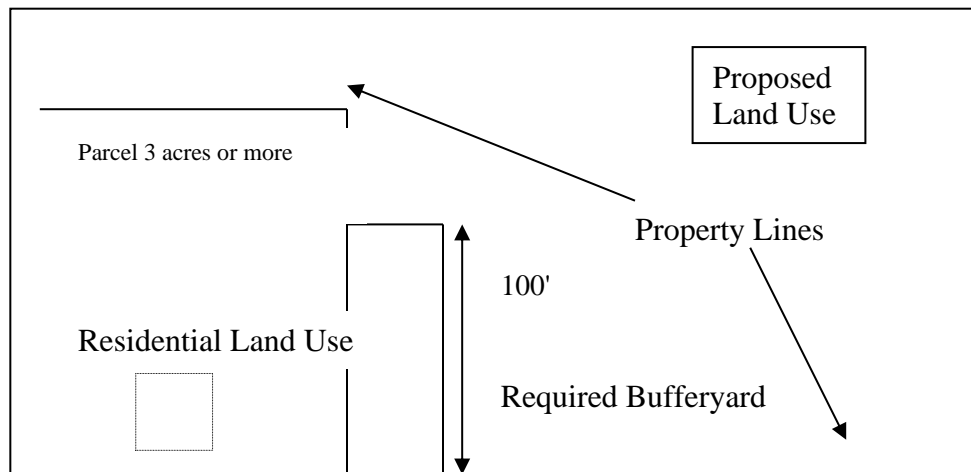 Proposed
Land Use
Parcel 3 acres or more
Property Lines
100'
Residential Land Use
Required Bufferyard